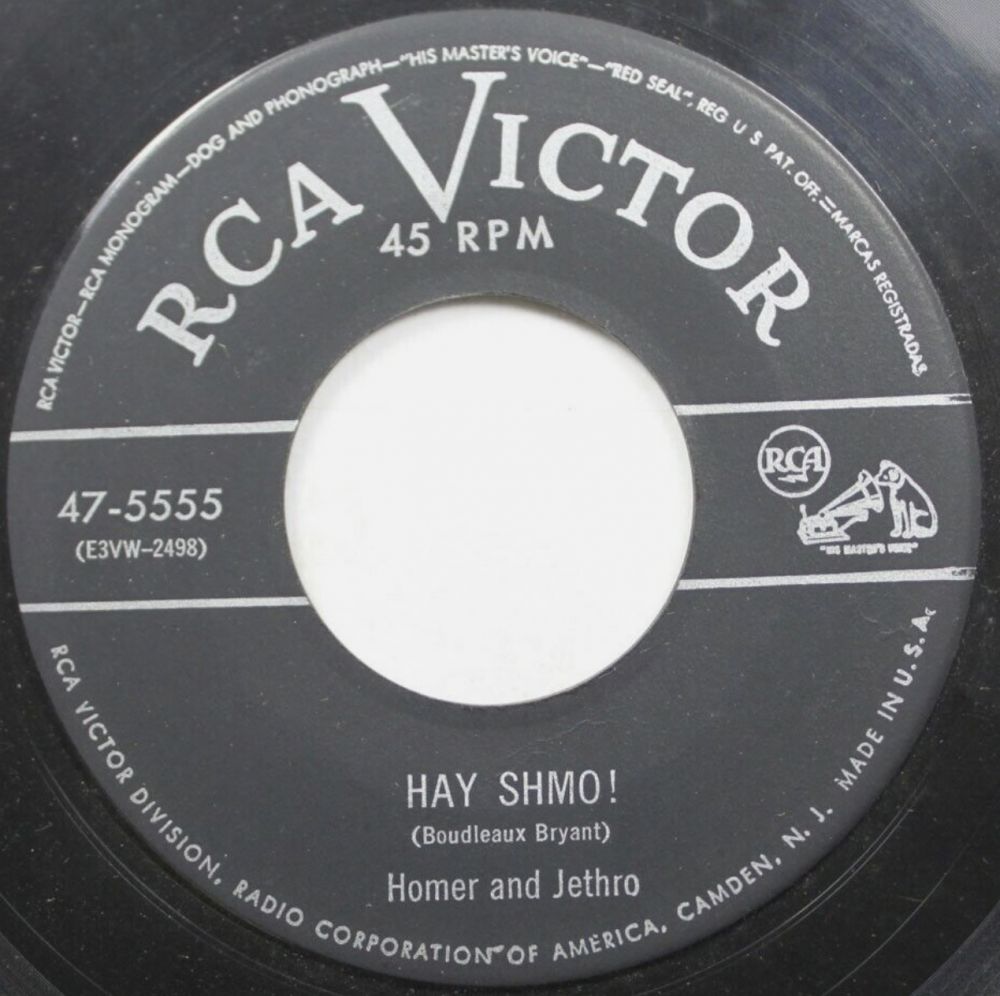 RCA VICTOR—RCA MONOGRAM—DOG AND PHONOGRAPH—"HIS MASTER'S VOICE"—"RED SEAL", REG U S PAT. OFF.—MARCAS REGISTRADAS
RCA VICTOR
45 RPM
RCA
"HIS MASTER'S VOICE"
47-5555
(E3VW-2498)
HAY SHMO!
(Boudleaux Bryant)
Homer and Jethro
RCA VICTOR DIVISION, RADIO CORPORATION OF AMERICA, CAMDEN, N. J. MADE IN U.S.A.